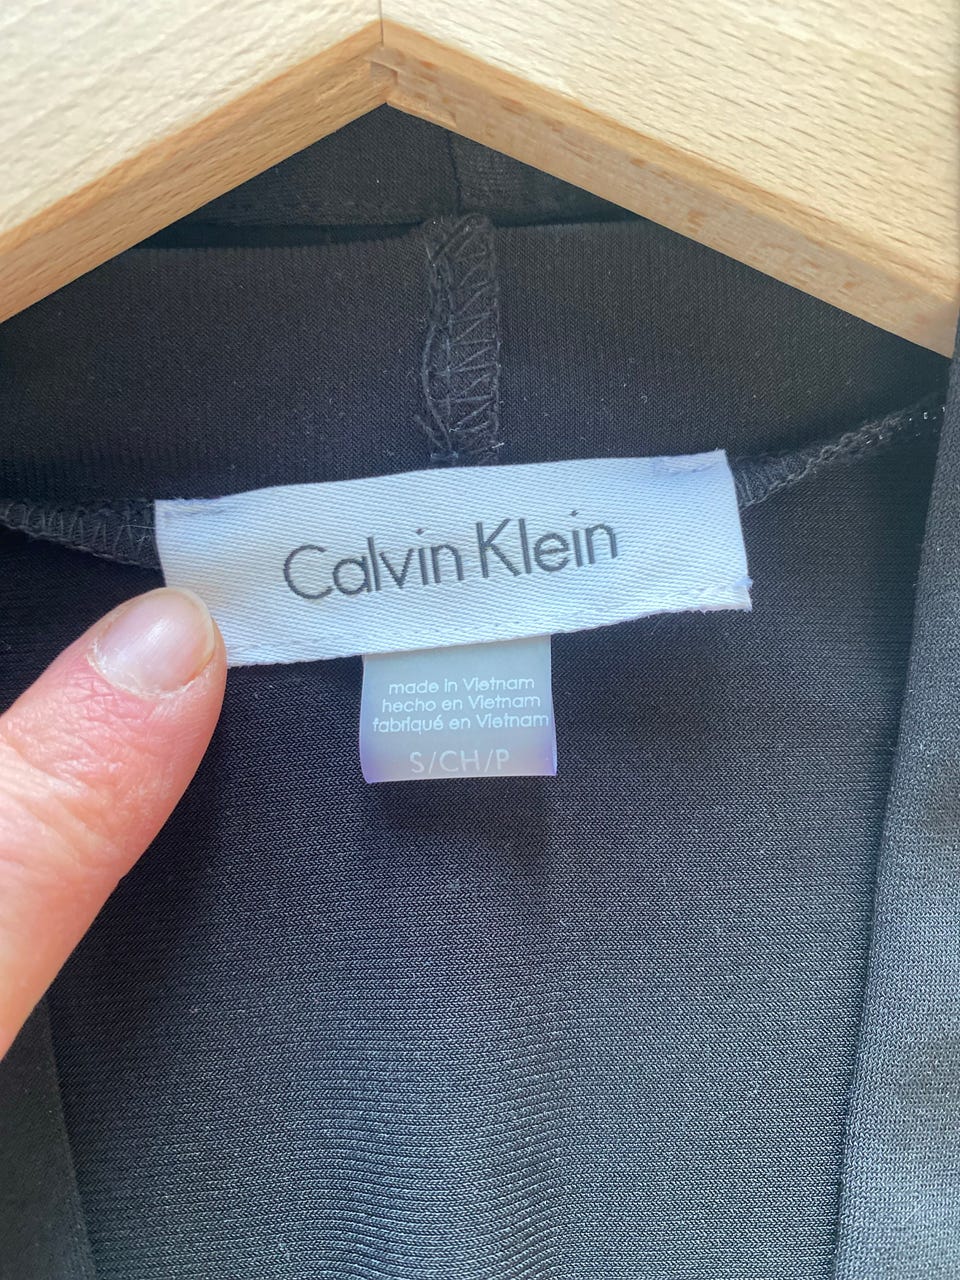 Calvin Klein
made in Vietnam
hecho en Vietnam
fabriqué en Vietnam
S/CH/P